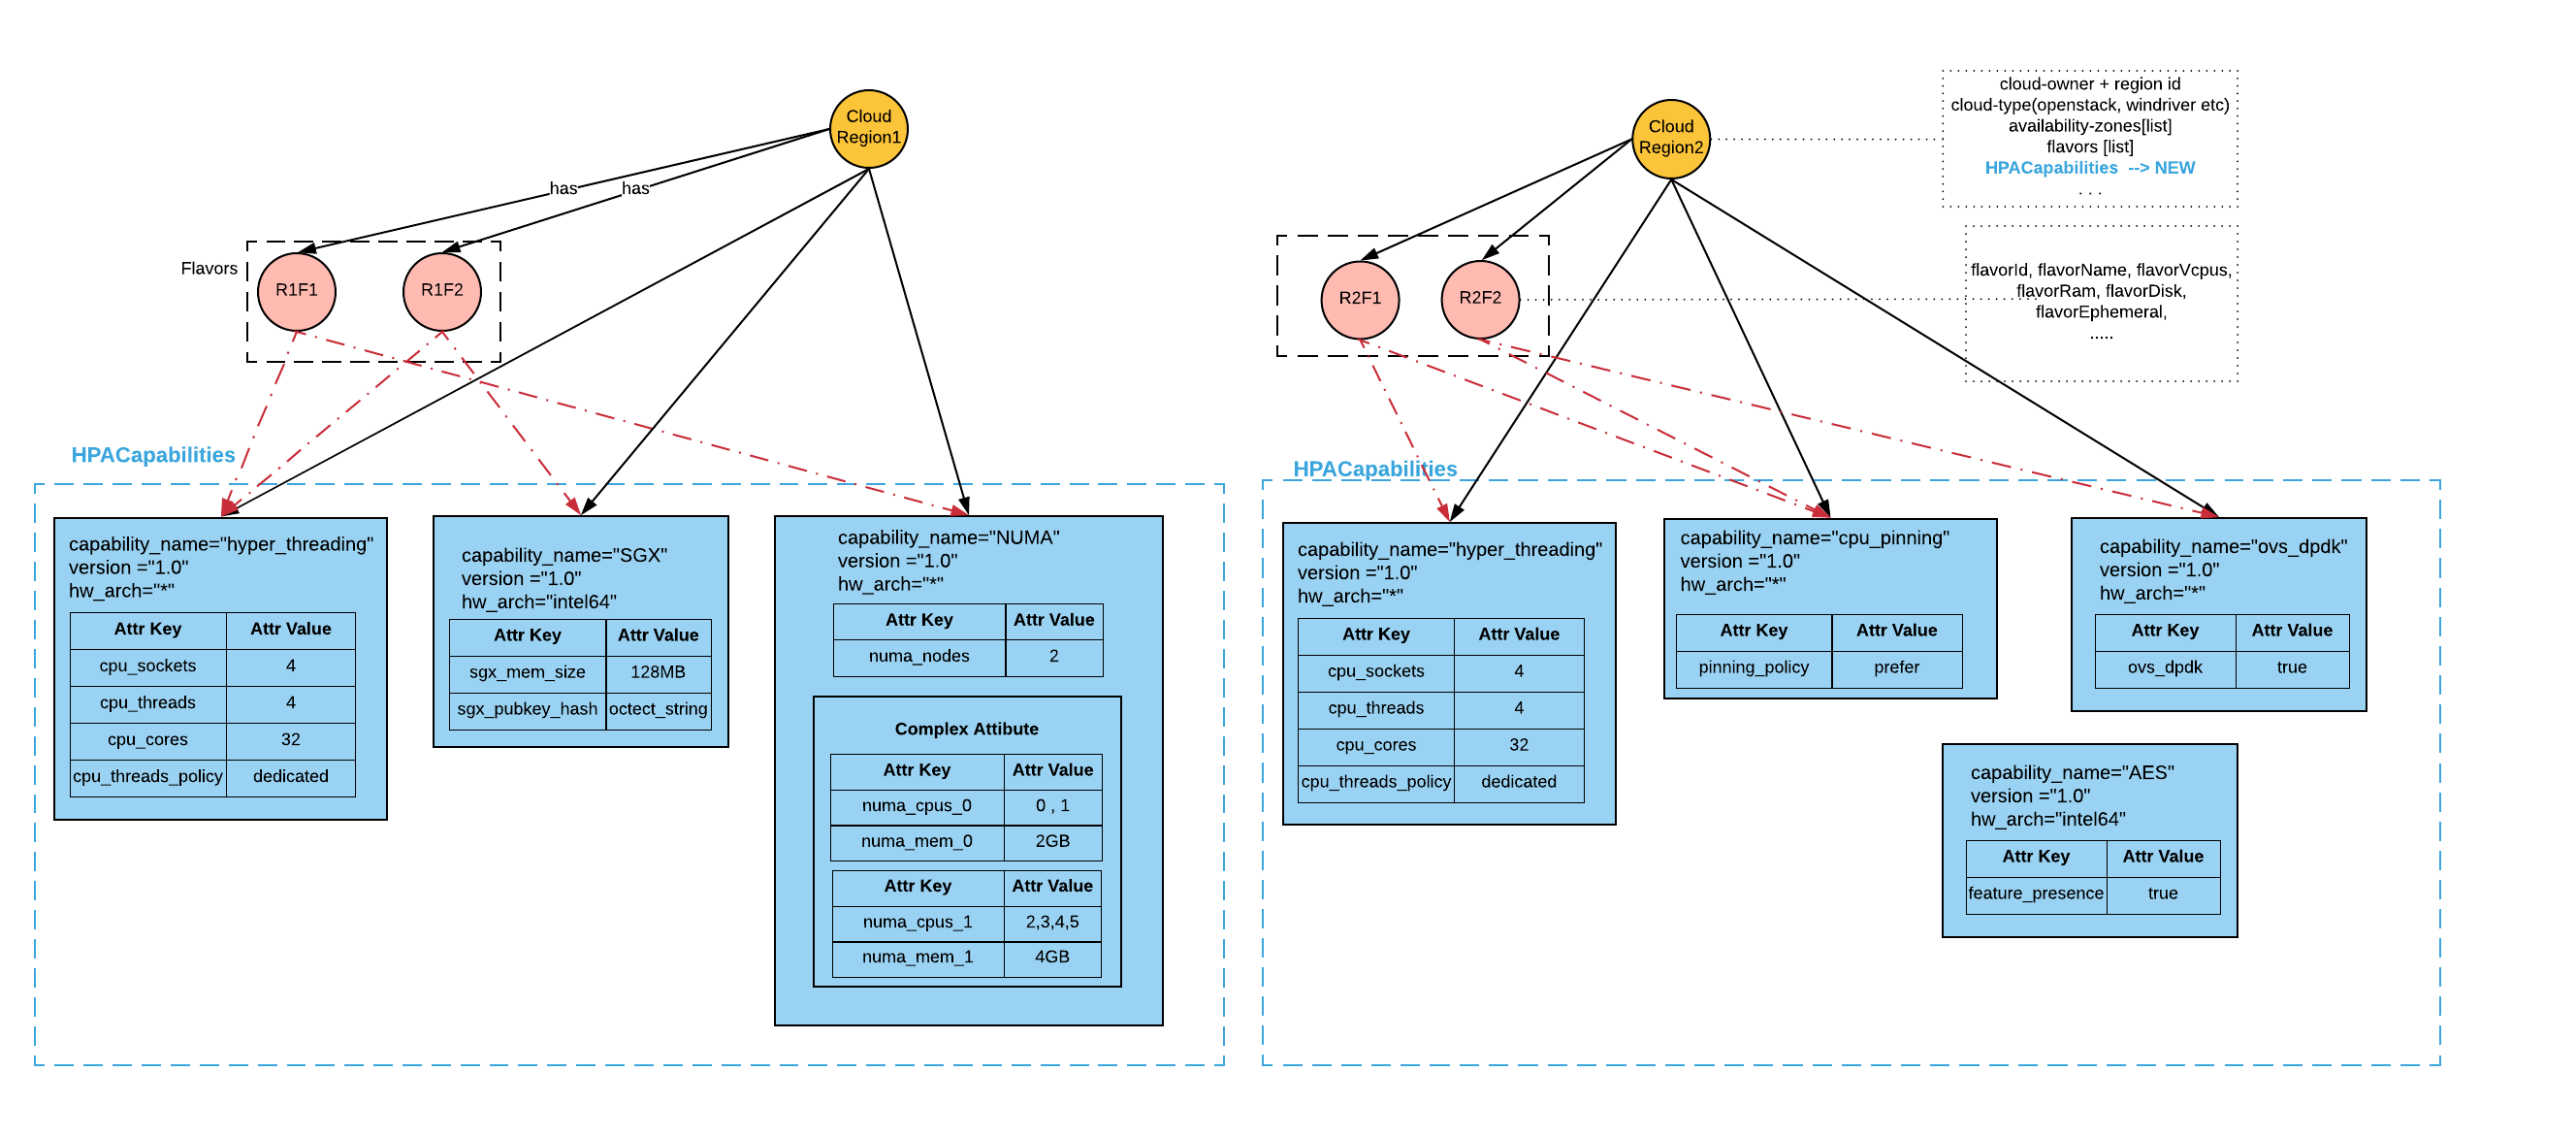 Cloud
Region1
has
has
Flavors
R1F1
R1F2
HPACapabilities
capability_name="hyper_threading"
version ="1.0"
hw_arch="*"
Attr Key Attr Value
cpu_sockets 4
cpu_threads 4
cpu_cores 32
cpu_threads_policy dedicated
capability_name="SGX"
version ="1.0"
hw_arch="intel64"
Attr Key Attr Value
sgx_mem_size 128MB
sgx_pubkey_hash octect_string
capability_name="NUMA"
version ="1.0"
hw_arch="*"
Attr Key Attr Value
numa_nodes 2
Complex Attibute
Attr Key Attr Value
numa_cpus_0 0 , 1
numa_mem_0 2GB
Attr Key Attr Value
numa_cpus_1 2,3,4,5
numa_mem_1 4GB
Cloud
Region2
cloud-owner + region id
cloud-type(openstack, windriver etc)
availability-zones[list]
flavors [list]
HPACapabilities --> NEW
. . .
R2F1
R2F2
flavorId, flavorName, flavorVcpus,
flavorRam, flavorDisk,
flavorEphemeral,
.....
HPACapabilities
capability_name="hyper_threading"
version ="1.0"
hw_arch="*"
Attr Key Attr Value
cpu_sockets 4
cpu_threads 4
cpu_cores 32
cpu_threads_policy dedicated
capability_name="cpu_pinning"
version ="1.0"
hw_arch="*"
Attr Key Attr Value
pinning_policy prefer
capability_name="ovs_dpdk"
version ="1.0"
hw_arch="*"
Attr Key Attr Value
ovs_dpdk true
capability_name="AES"
version ="1.0"
hw_arch="intel64"
Attr Key Attr Value
feature_presence true